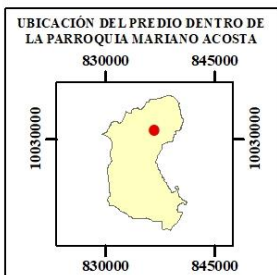 UBICACIÓN DEL PREDIO DENTRO DE
LA PARROQUIA MARIANO ACOSTA
830000 845000
10030000 10030000
830000 845000